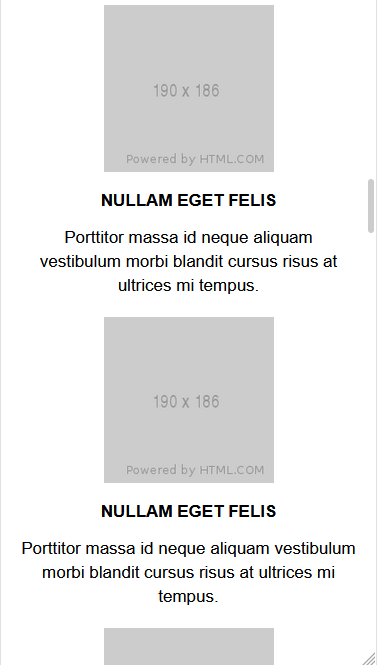 190 x 186
Powered by HTML.COM
NULLAM EGET FELIS
Porttitor massa id neque aliquam
vestibulum morbi blandit cursus risus at
ultrices mi tempus.
190 x 186
Powered by HTML.COM
NULLAM EGET FELIS
Porttitor massa id neque aliquam vestibulum
morbi blandit cursus risus at ultrices mi
tempus.